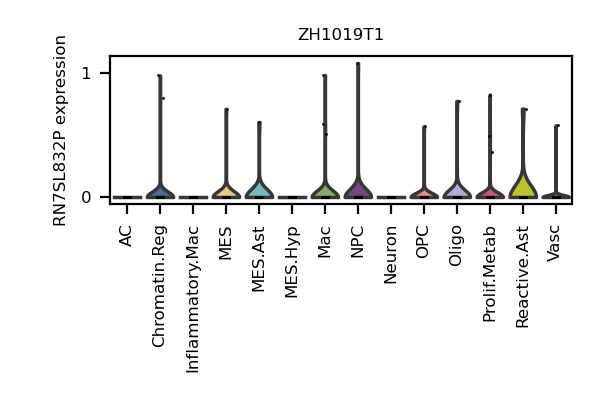 ZH1019T1
RN7SL832P expression
1
0
AC
Chromatin.Reg
Inflammatory.Mac
MES
MES.Ast
MES.Hyp
Mac
NPC
Neuron
OPC
Oligo
Prolif.Metab
Reactive.Ast
Vasc